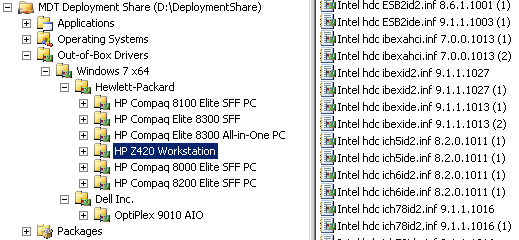 MDT Deployment Share (D:\DeploymentShare)
Applications
Operating Systems
Out-of-Box Drivers
Windows 7 x64
Hewlett-Packard
HP Compaq 8100 Elite SFF PC
HP Compaq Elite 8300 SFF
HP Compaq Elite 8300 All-in-One PC
HP Z420 Workstation
HP Compaq 8000 Elite SFF PC
HP Compaq 8200 Elite SFF PC
Dell Inc.
OptiPlex 9010 AIO
Packages
Intel hdc ESB2id2.inf 8.6.1.1001 (1)
Intel hdc ESB2ide.inf 9.1.1.1003 (1)
Intel hdc ibexahci.inf 7.0.0.1013 (1)
Intel hdc ibexahci.inf 7.0.0.1013 (2)
Intel hdc ibexid2.inf 9.1.1.1027
Intel hdc ibexid2.inf 9.1.1.1027 (1)
Intel hdc ibexide.inf 9.1.1.1013 (1)
Intel hdc ibexide.inf 9.1.1.1013 (2)
Intel hdc ich5id2.inf 8.2.0.1011 (1)
Intel hdc ich5ide.inf 8.2.0.1011 (1)
Intel hdc ich6id2.inf 8.2.0.1011 (1)
Intel hdc ich6ide.inf 8.2.0.1011 (1)
Intel hdc ich78id2.inf 9.1.1.1016
Intel hdc ich78id2.inf 9.1.1.1016 (1)